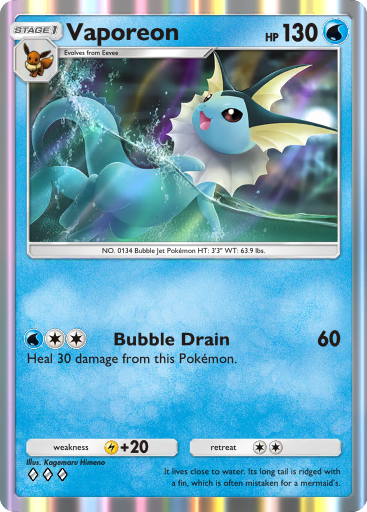 STAGE 1
Vaporeon
HP 130
Evolves from Eevee
NO. 0134 Bubble Jet Pokémon HT: 3'3" WT: 63.9 lbs.
Bubble Drain 60
Heal 30 damage from this Pokémon.
weakness +20 retreat
Illus. Kagemaru Himeno
It lives close to water. Its long tail is ridged with
a fin, which is often mistaken for a mermaid's.